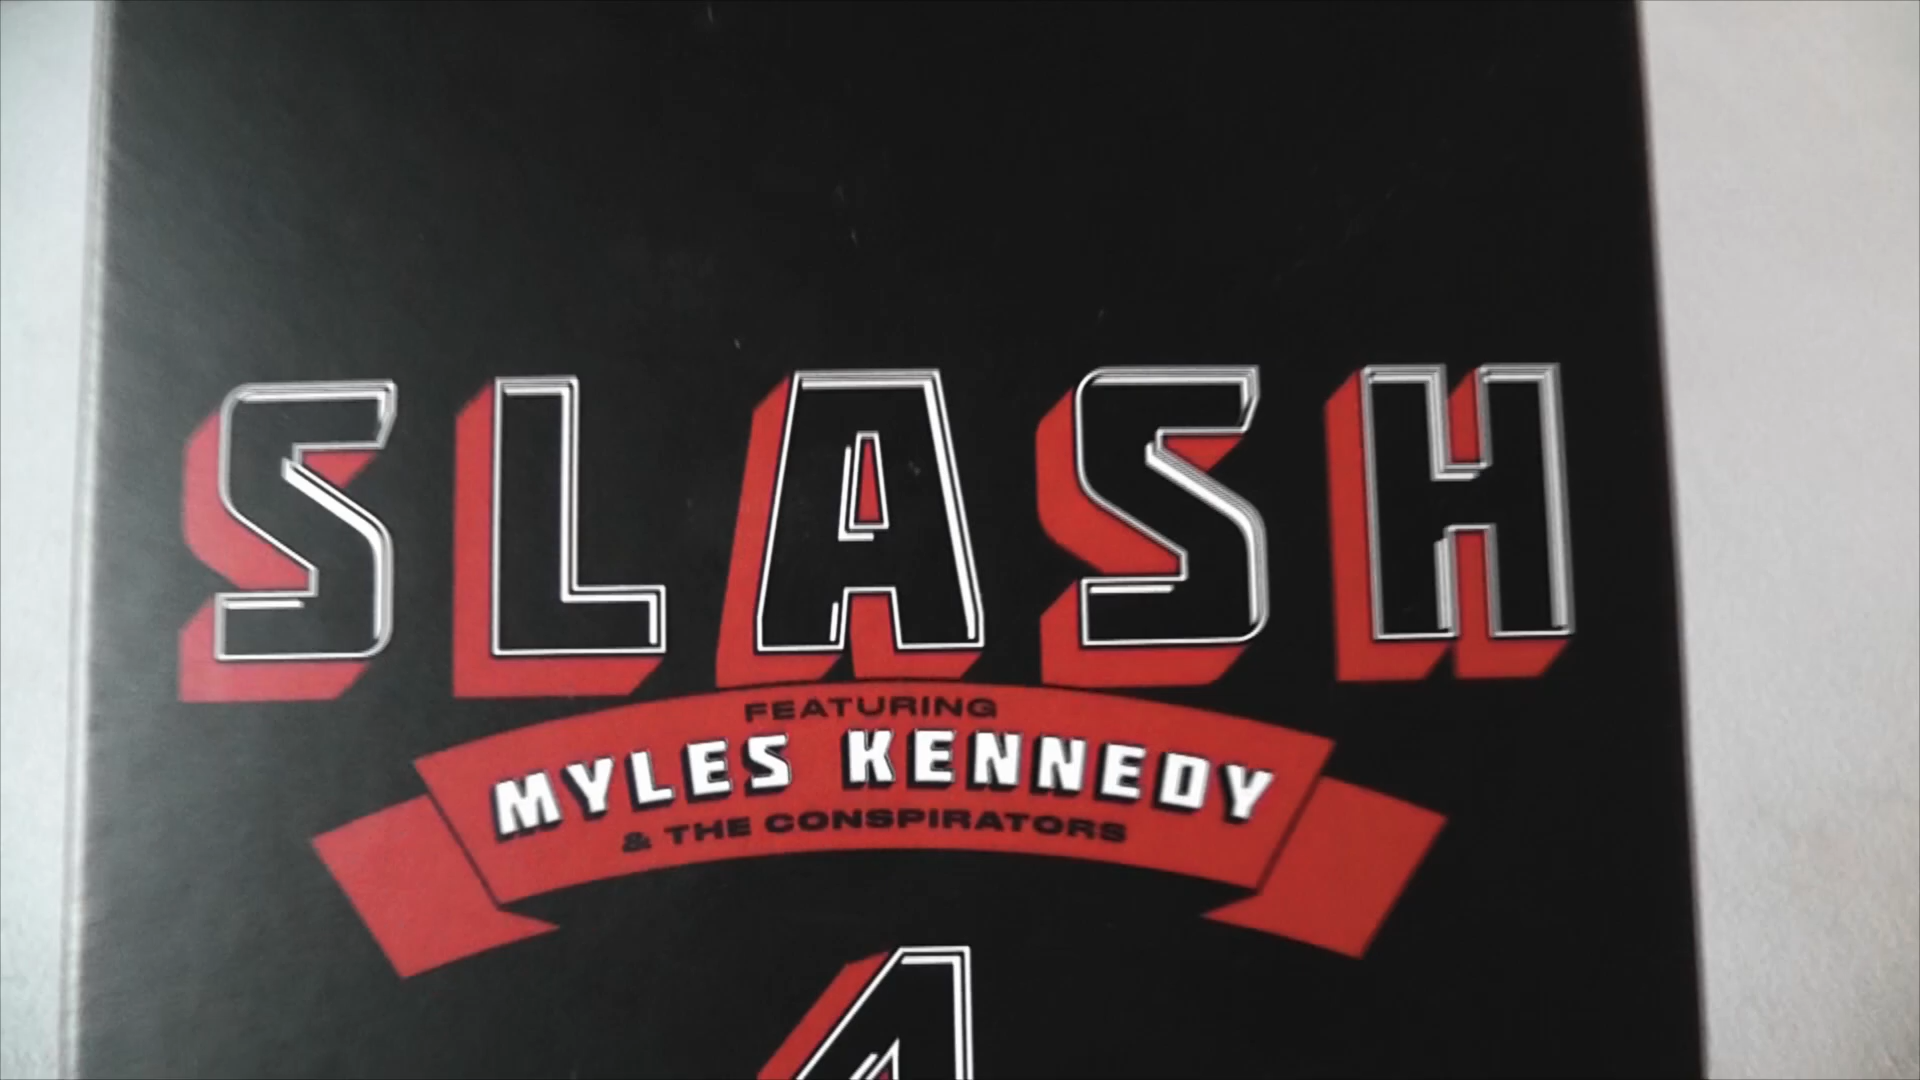 SLASH
FEATURING
MYLES KENNEDY
& THE CONSPIRATORS
4